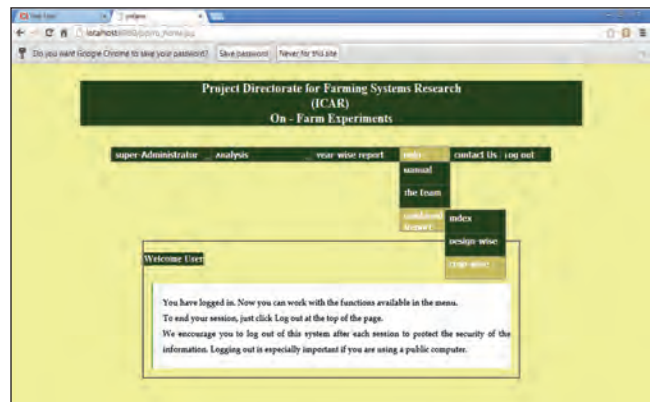 Do you want Google Chrome to save your password? Save password Never for this site
Project Directorate for Farming Systems Research
(ICAR)
On - Farm Experiments
super-Administrator Analysis Year-wise report Help Contact Us Log out
Manual
The Team
Combined Report
Index
Design-wise
Crop-wise
Welcome User
You have logged in. Now you can work with the functions available in the menu.
To end your session, just click Log out at the top of the page.
We encourage you to log out of this system after each session to protect the security of the
information. Logging out is especially important if you are using a public computer.